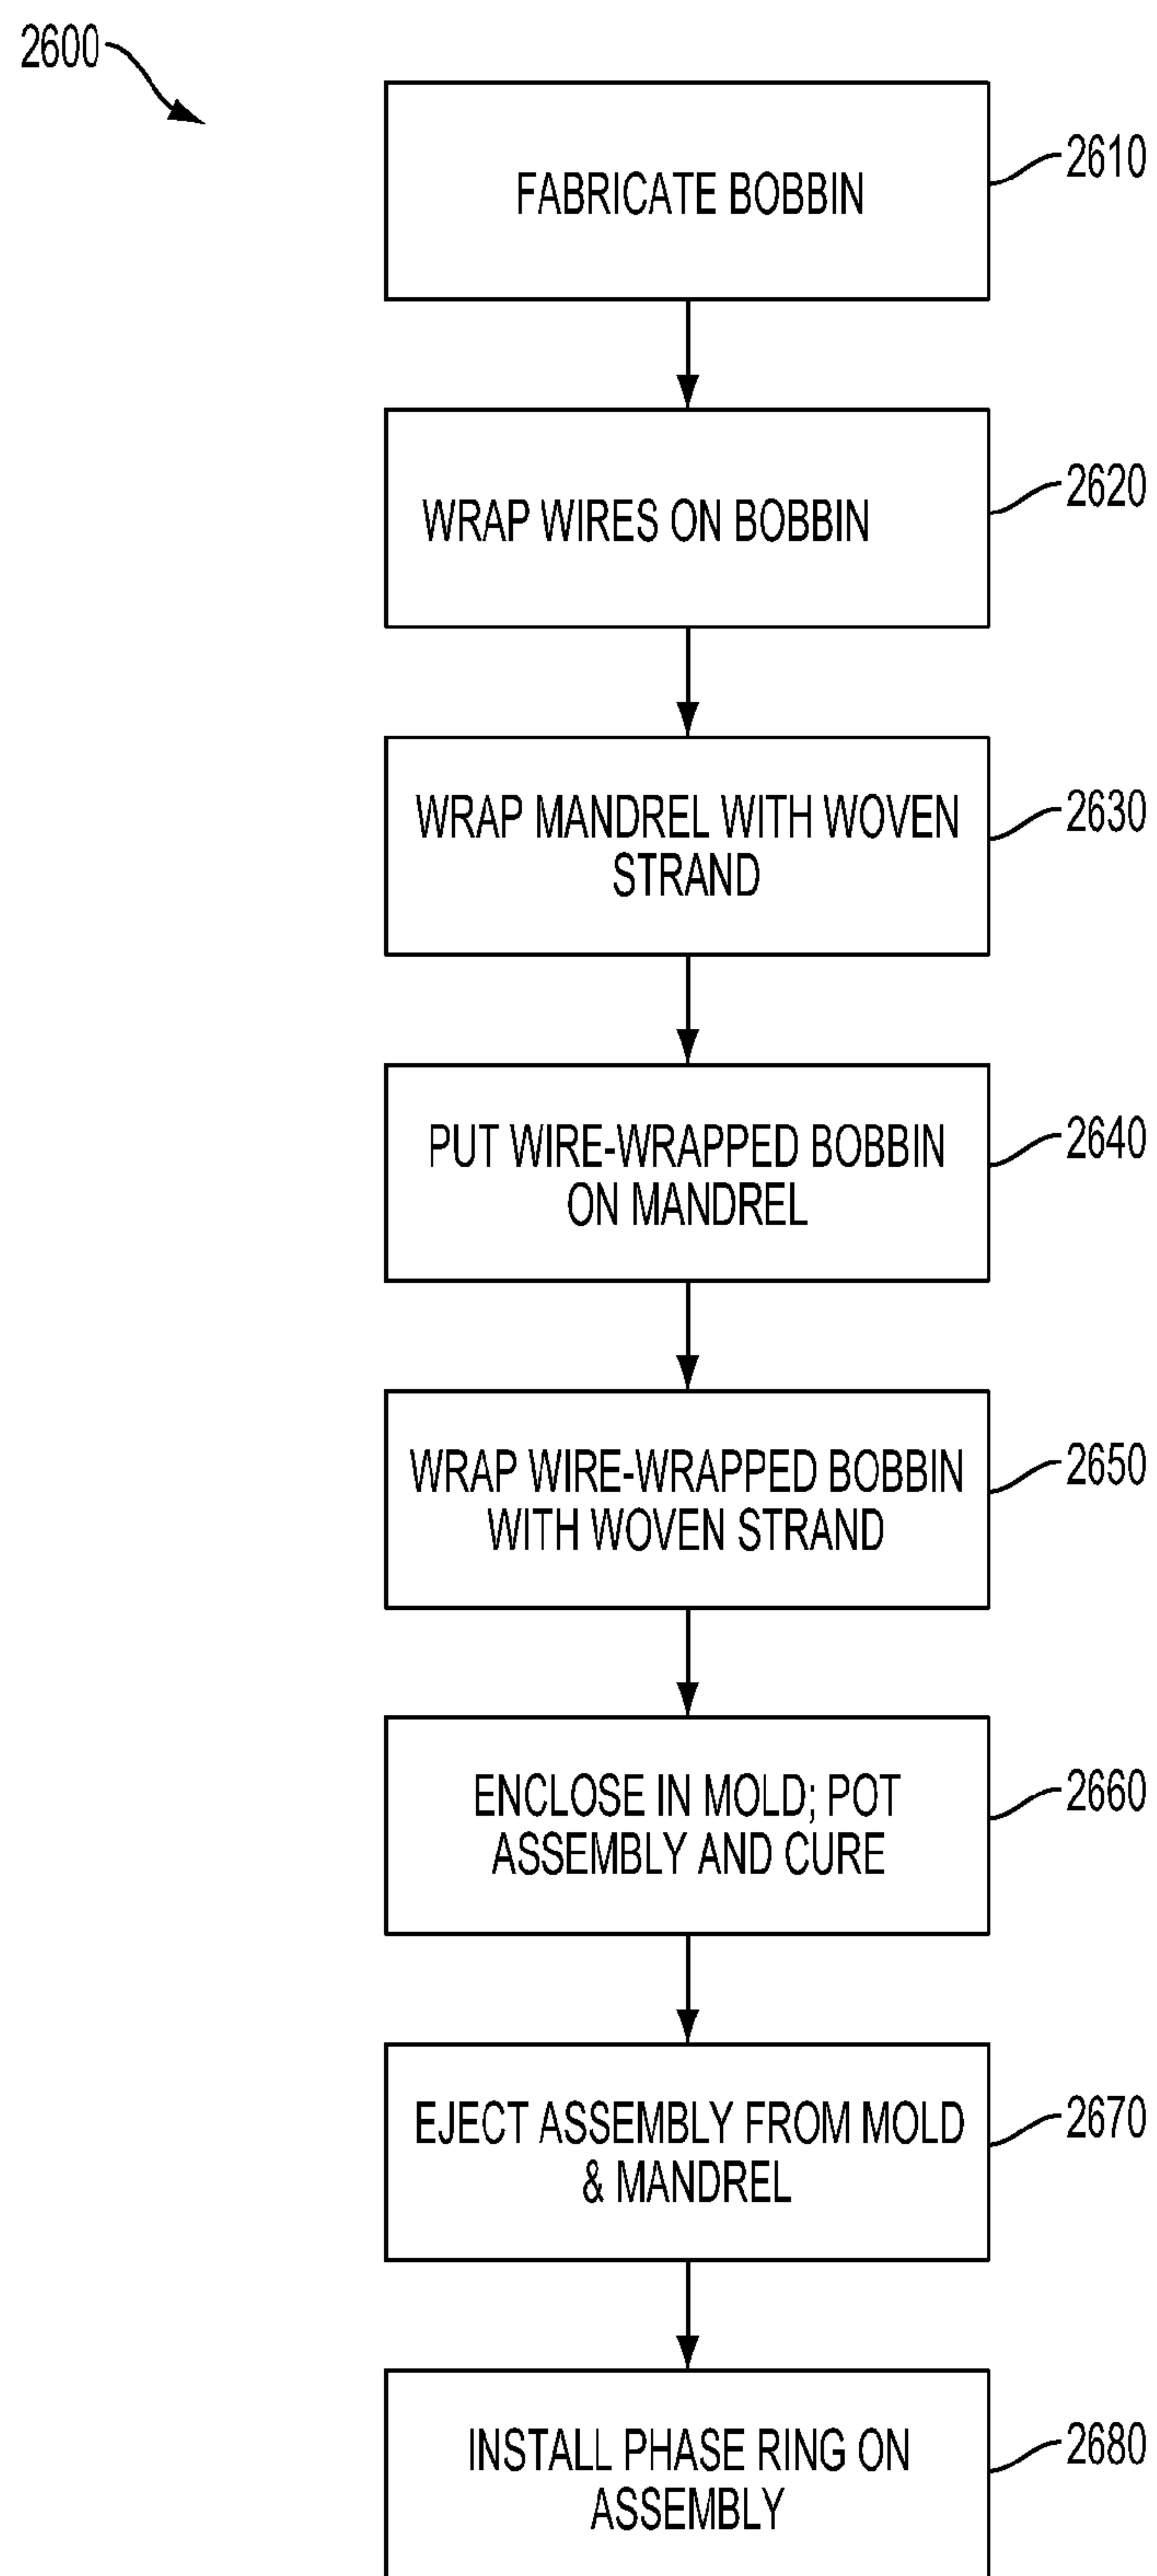 2600
FABRICATE BOBBIN
2610
WRAP WIRES ON BOBBIN
2620
WRAP MANDREL WITH WOVEN
STRAND
2630
PUT WIRE-WRAPPED BOBBIN
ON MANDREL
2640
WRAP WIRE-WRAPPED BOBBIN
WITH WOVEN STRAND
2650
ENCLOSE IN MOLD; POT
ASSEMBLY AND CURE
2660
EJECT ASSEMBLY FROM MOLD
& MANDREL
2670
INSTALL PHASE RING ON
ASSEMBLY
2680